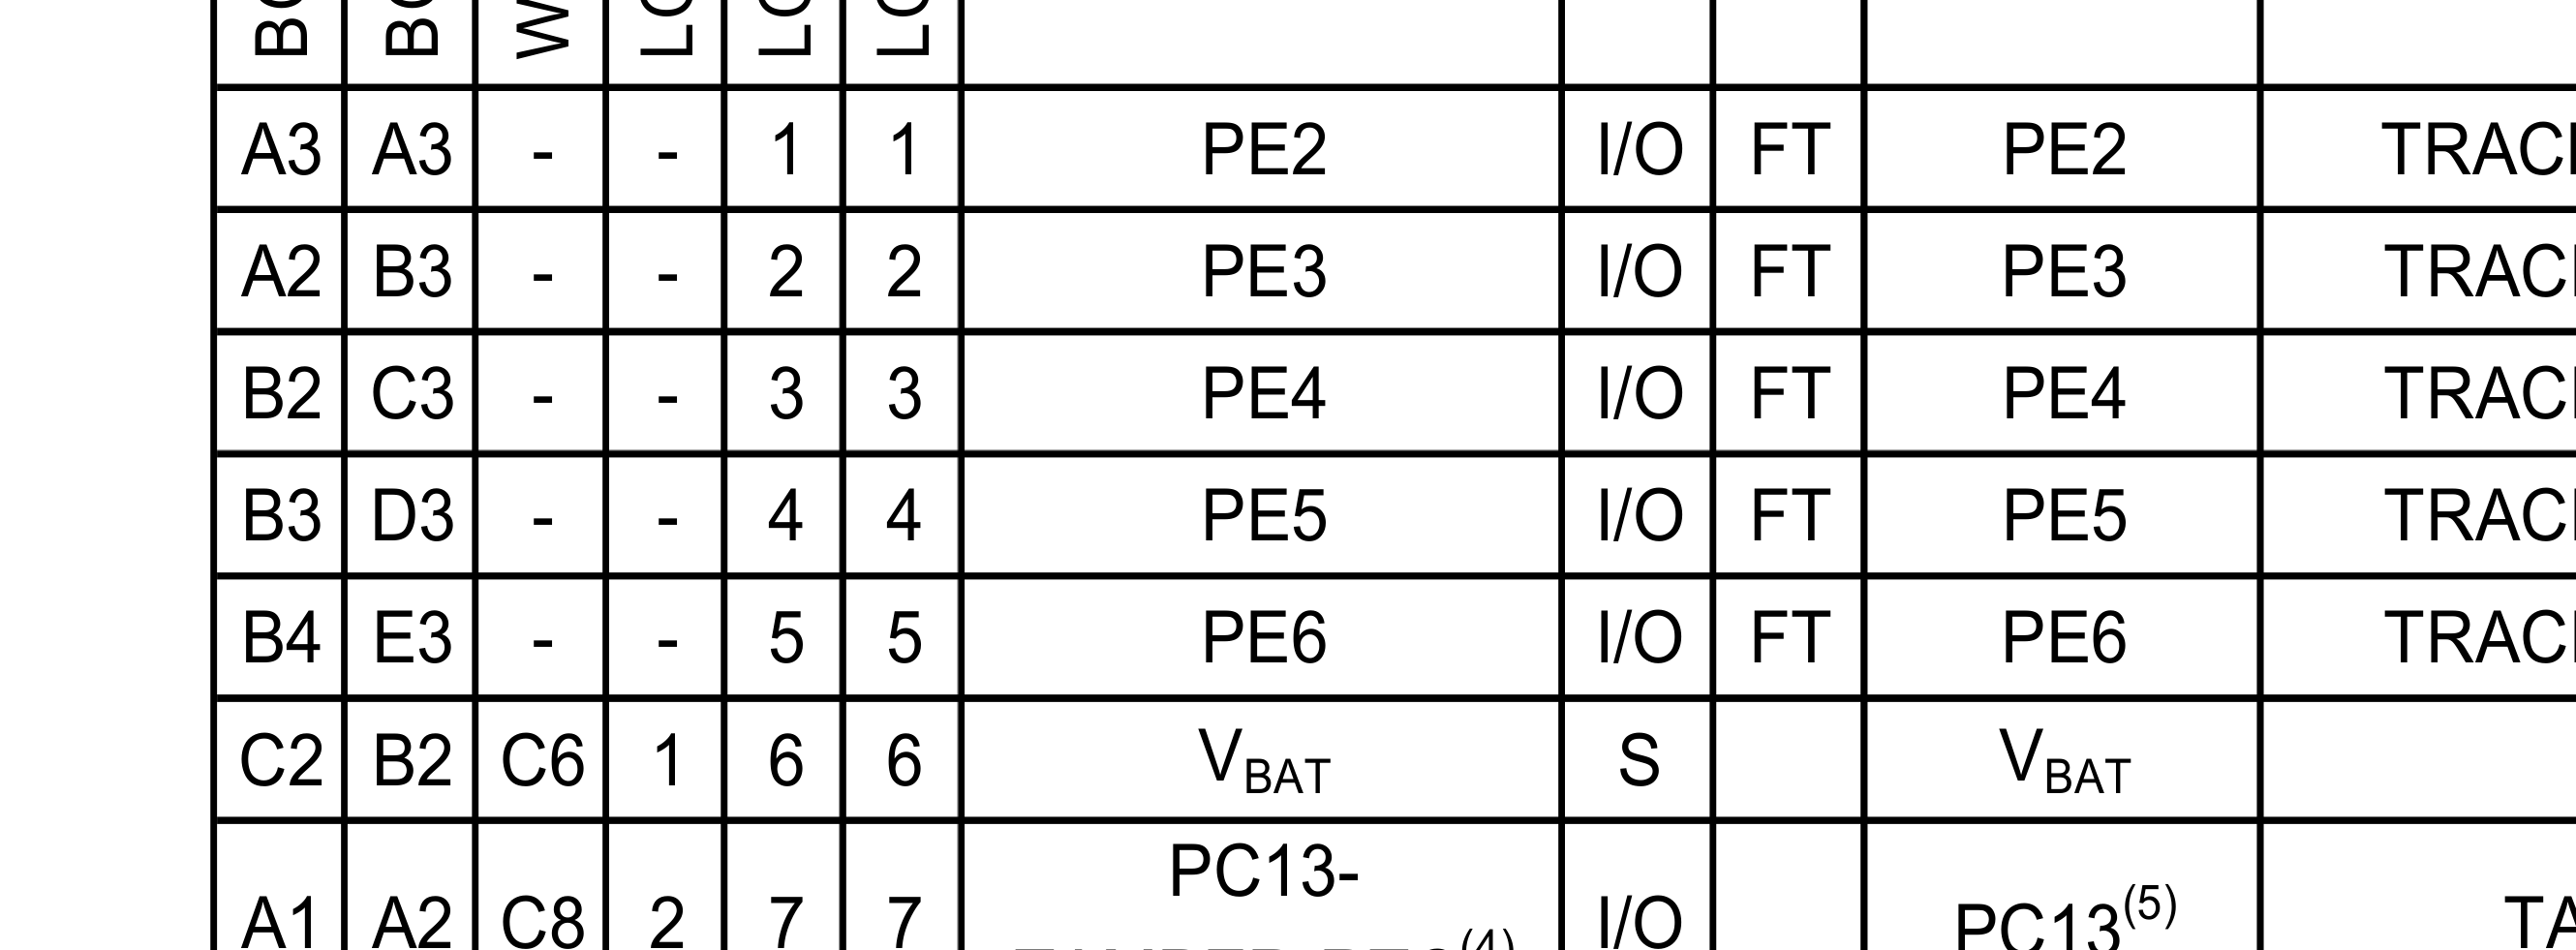 A3 A3 - - 1 1 PE2 I/O FT PE2
A2 B3 - - 2 2 PE3 I/O FT PE3
B2 C3 - - 3 3 PE4 I/O FT PE4
B3 D3 - - 4 4 PE5 I/O FT PE5
B4 E3 - - 5 5 PE6 I/O FT PE6
C2 B2 C6 1 6 6 VBAT S VBAT
PC13-
A1 A2 C8 2 7 7 I/O PC13(5)